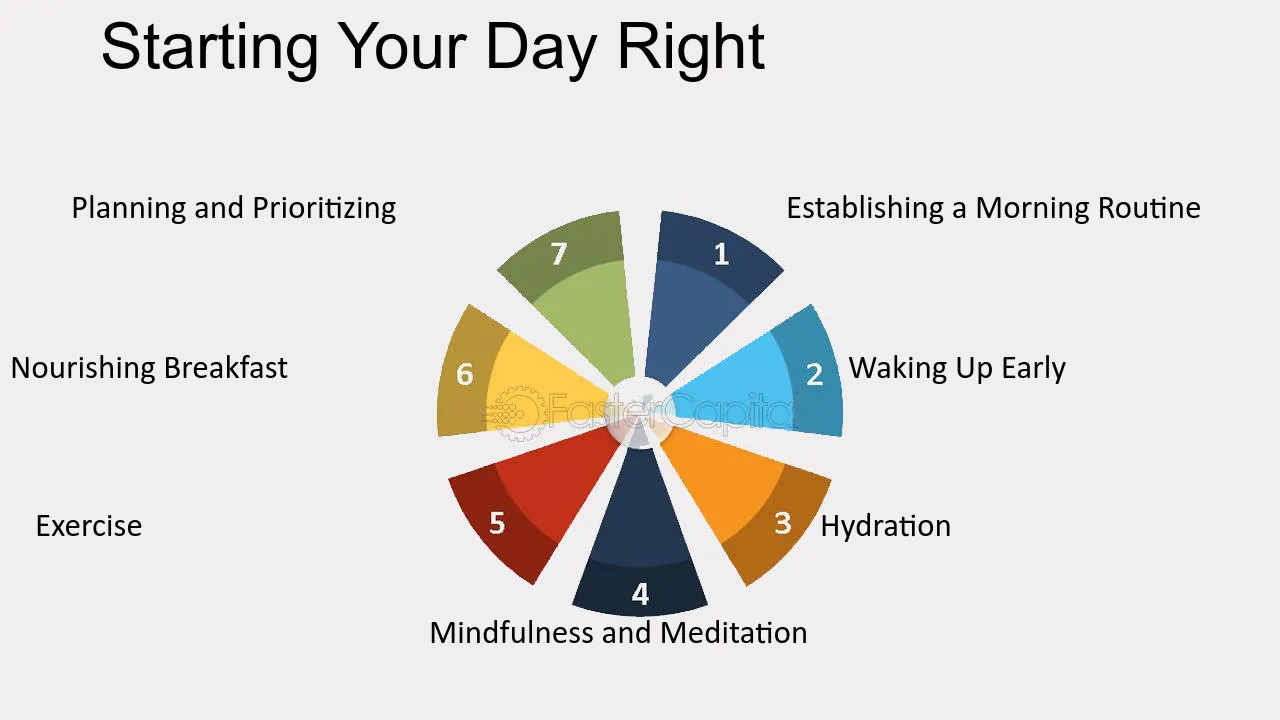 Starting Your Day Right
Planning and Prioritizing
Establishing a Morning Routine
7
1
Nourishing Breakfast
6
2
Waking Up Early
FasterCapital
Exercise
5
3
Hydration
4
Mindfulness and Meditation